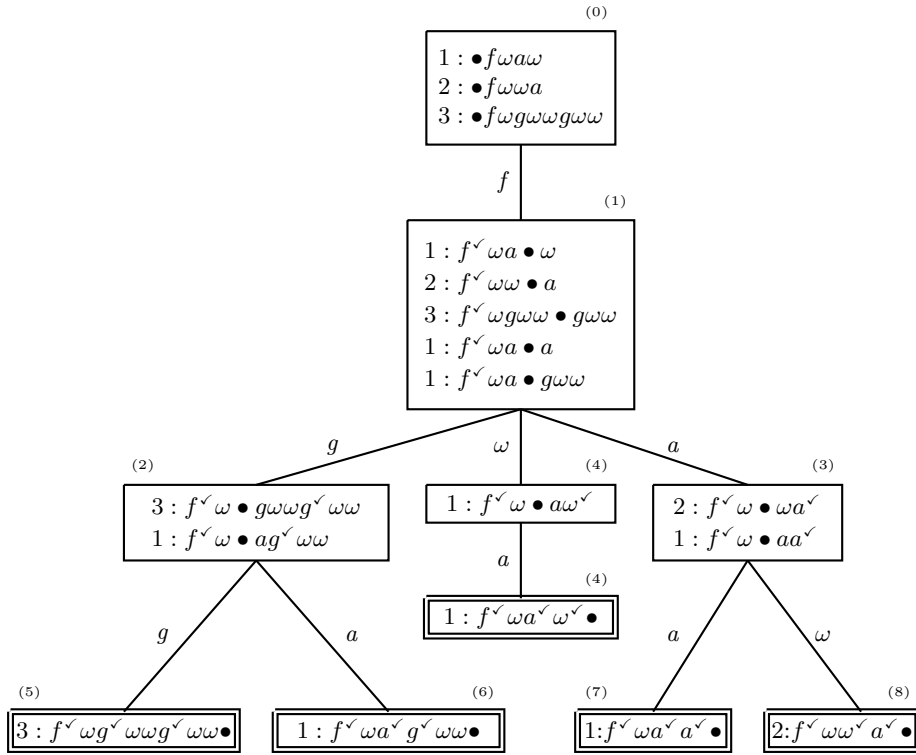 (0)
1 : ●fωaω
2 : ●fωωa
3 : ●fωgωωgωω
f
(1)
1 : f✓ωa ● ω
2 : f✓ωω ● a
3 : f✓ωgωω ● gωω
1 : f✓ωa ● a
1 : f✓ωa ● gωω
g
ω
a
(2)
(4)
(3)
3 : f✓ω ● gωωg✓ωω
1 : f✓ω ● ag✓ωω
1 : f✓ω ● aω✓
2 : f✓ω ● ωa✓
1 : f✓ω ● aa✓
a
(4)
1 : f✓ωa✓ω✓●
g
a
a
ω
(5)
(6)
(7)
(8)
3 : f✓ωg✓ωωg✓ωω●
1 : f✓ωa✓g✓ωω●
1:f✓ωa✓a✓●
2:f✓ωω✓a✓●